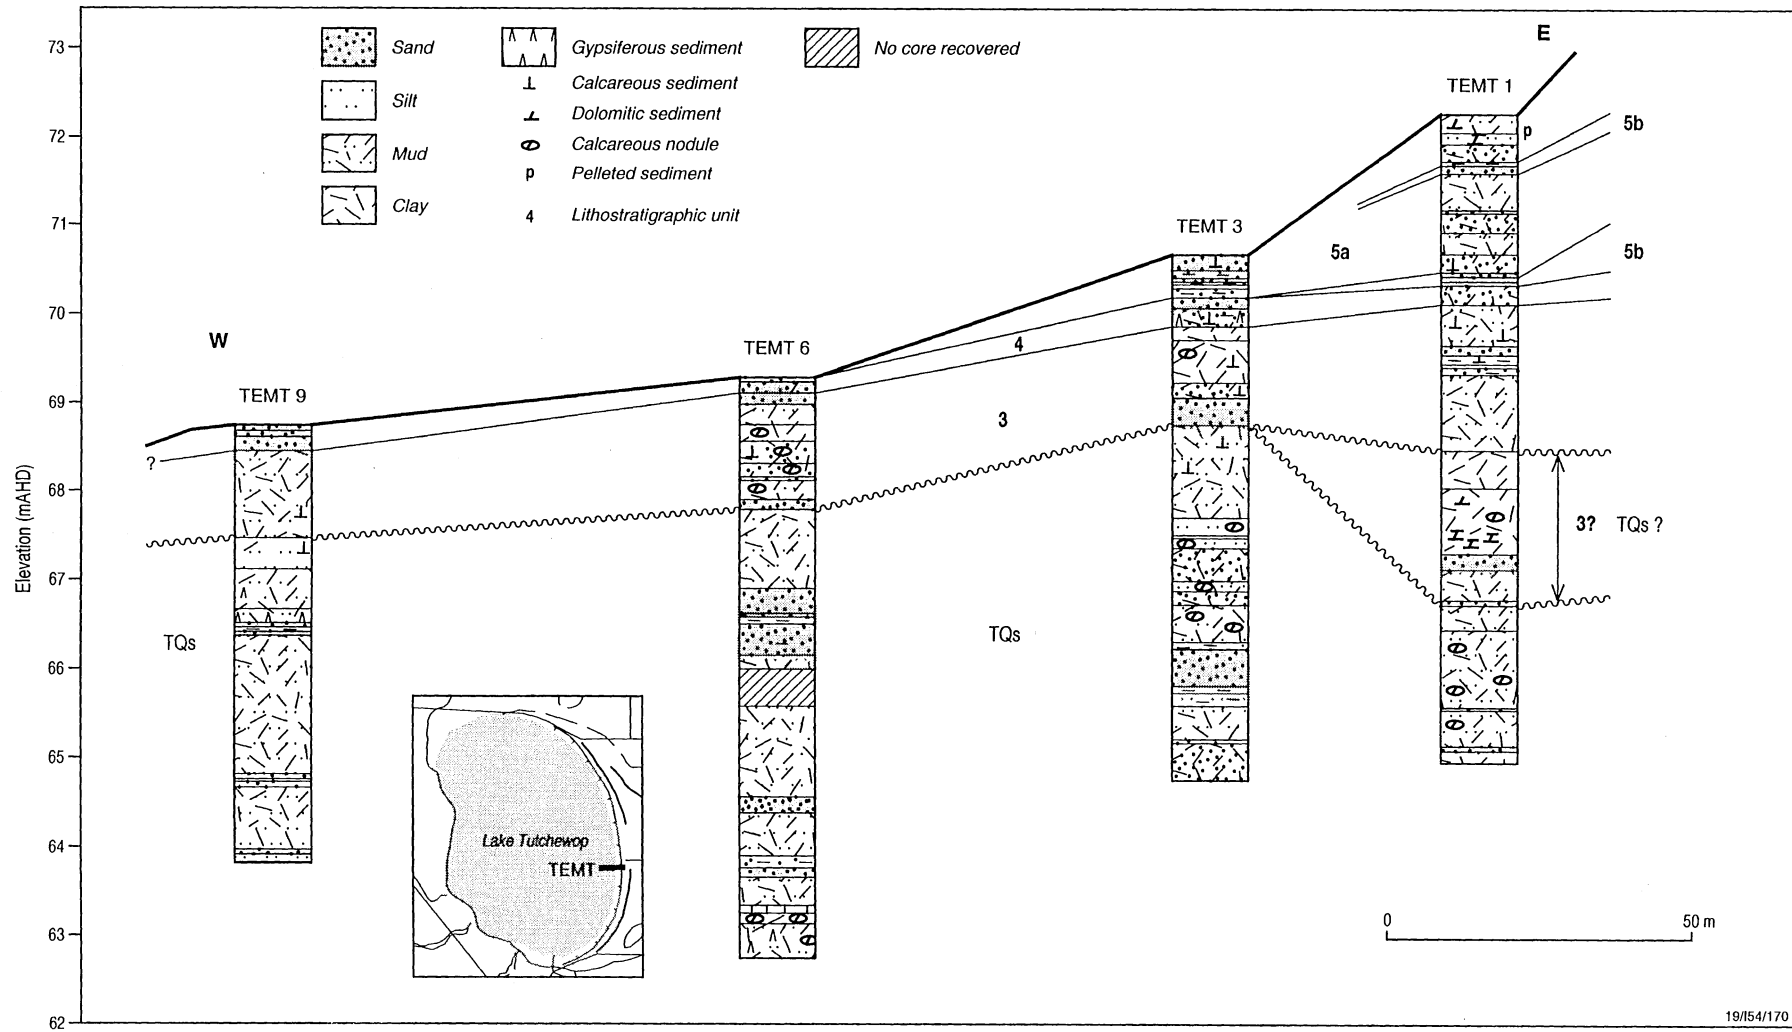 73
72
71
70
69
68
67
66
65
64
63
62
Elevation (mAHD)
Sand
Silt
Mud
Clay
Gypsiferous sediment
Calcareous sediment
Dolomitic sediment
Calcareous nodule
p Pelleted sediment
4 Lithostratigraphic unit
No core recovered
E
TEMT 1
p
5b
TEMT 3
5a
5b
W
TEMT 6
4
TEMT 9
3
?
3? TQs ?
TQs
TQs
Lake Tutchewop
TEMT
0 50 m
19/I54/170